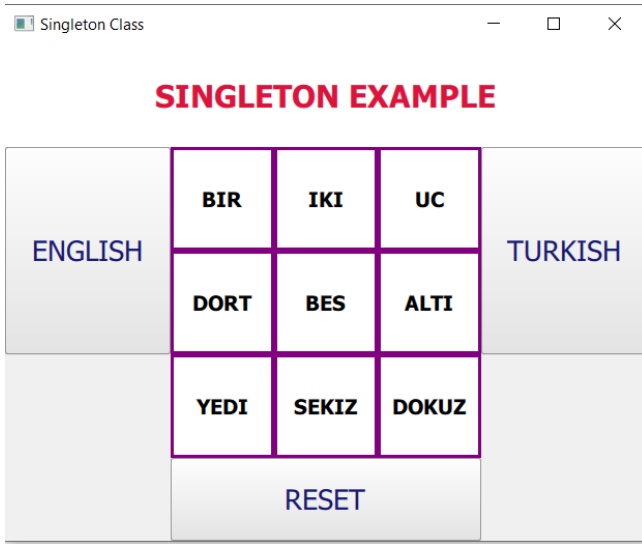 Singleton Class
SINGLETON EXAMPLE
BIR IKI UC
ENGLISH TURKISH
DORT BES ALTI
YEDI SEKIZ DOKUZ
RESET